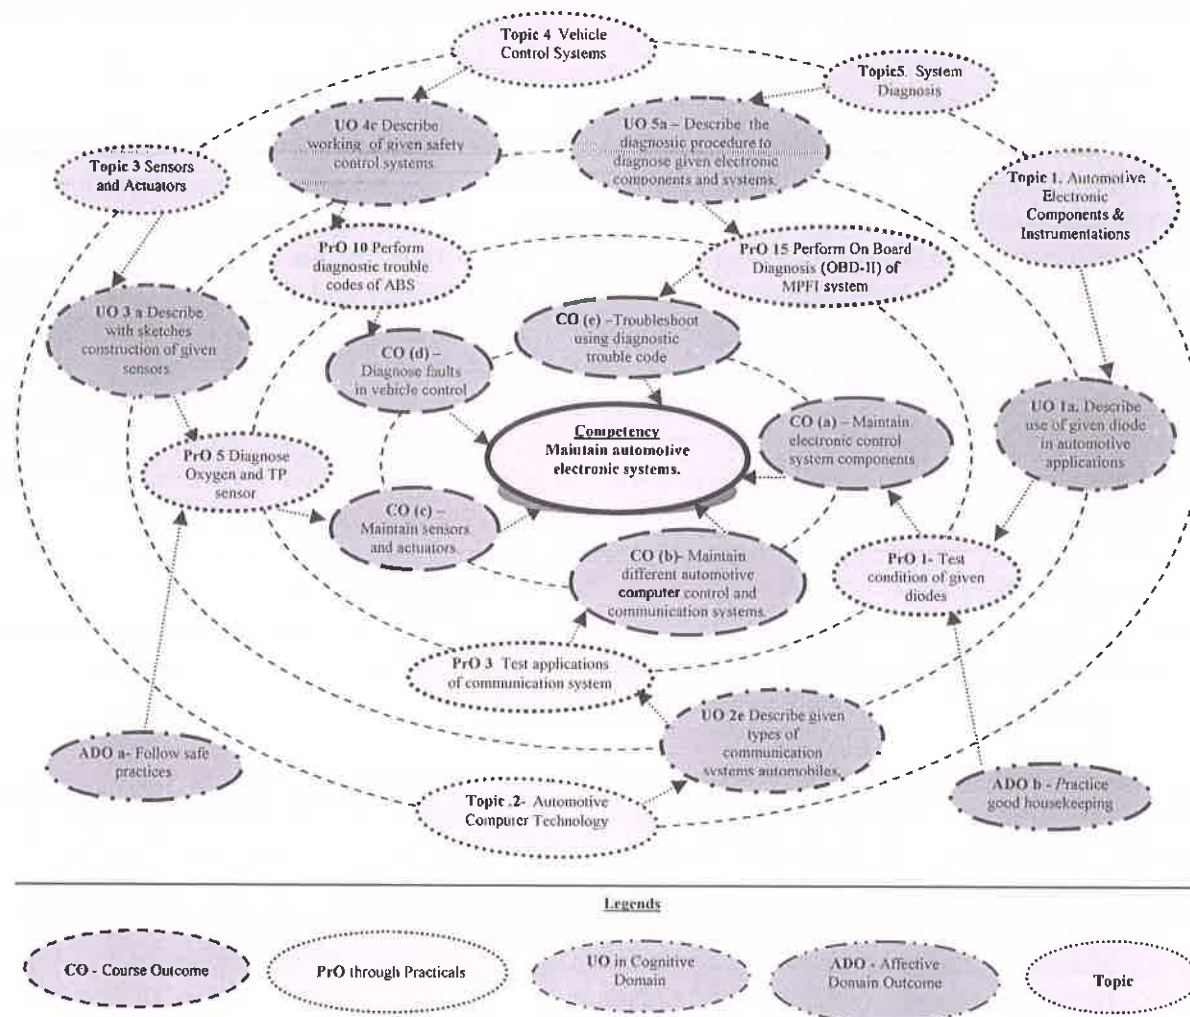 Topic 4 Vehicle
Control Systems
Topic5. System
Diagnosis
UO 4c Describe
working of given safety
control systems.
UO 5a – Describe the
diagnostic procedure to
diagnose given electronic
components and systems.
Topic 3 Sensors
and Actuators
Topic 1. Automotive
Electronic
Components &
Instrumentations
PrO 10 Perform
diagnostic trouble
codes of ABS
PrO 15 Perform On Board
Diagnosis (OBD-II) of
MPFI system
UO 3 a Describe
with sketches
construction of given
sensors
CO (e) –Troubleshoot
using diagnostic
trouble code
CO (d) –
Diagnose faults
in vehicle control
UO 1a. Describe
use of given diode
in automotive
applications
Competency
Maintain automotive
electronic systems.
CO (a) – Maintain
electronic control
system components
PrO 5 Diagnose
Oxygen and TP
sensor
CO (c) –
Maintain sensors
and actuators
CO (b)- Maintain
different automotive
computer control and
communication systems.
PrO 1- Test
condition of given
diodes
PrO 3 Test applications
of communication system
UO 2e Describe given
types of
communication
systems automobiles.
ADO a- Follow safe
practices
ADO b - Practice
good housekeeping
Topic .2- Automotive
Computer Technology
Legends
CO - Course Outcome
PrO through Practicals
UO in Cognitive
Domain
ADO - Affective
Domain Outcome
Topic